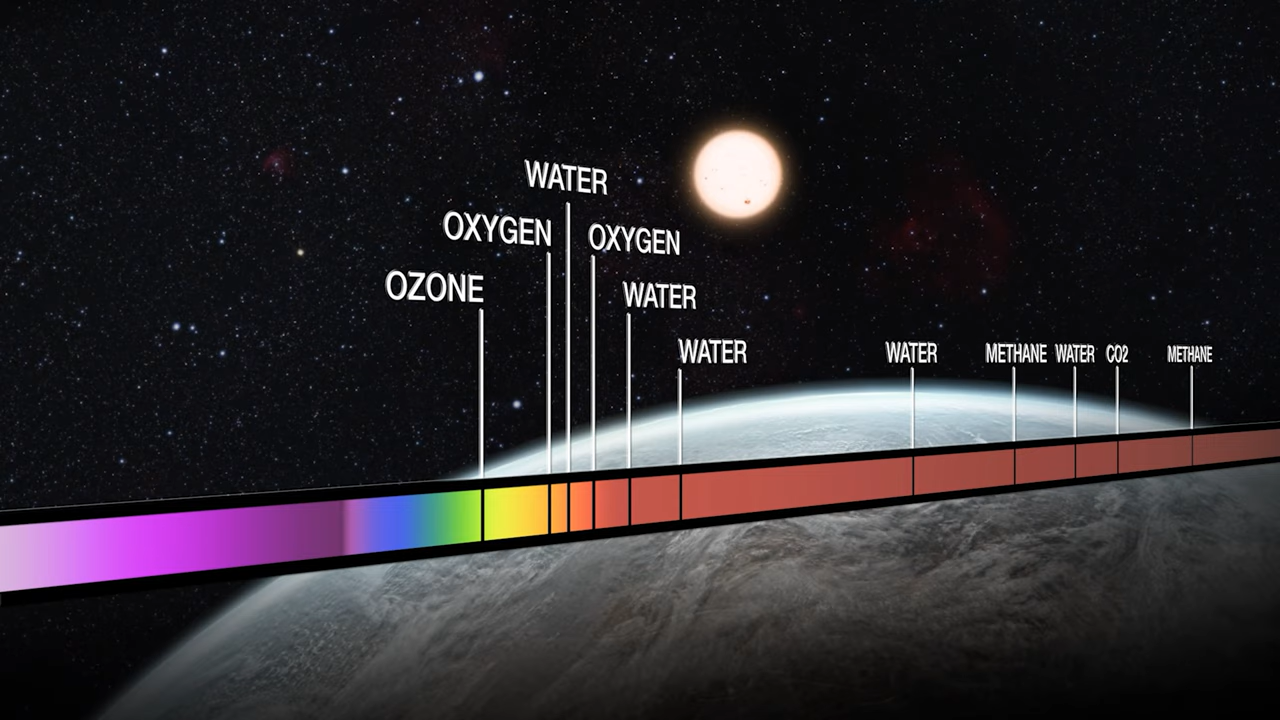 OZONE
OXYGEN
WATER
OXYGEN
WATER
WATER
WATER
METHANE
WATER
CO2
METHANE